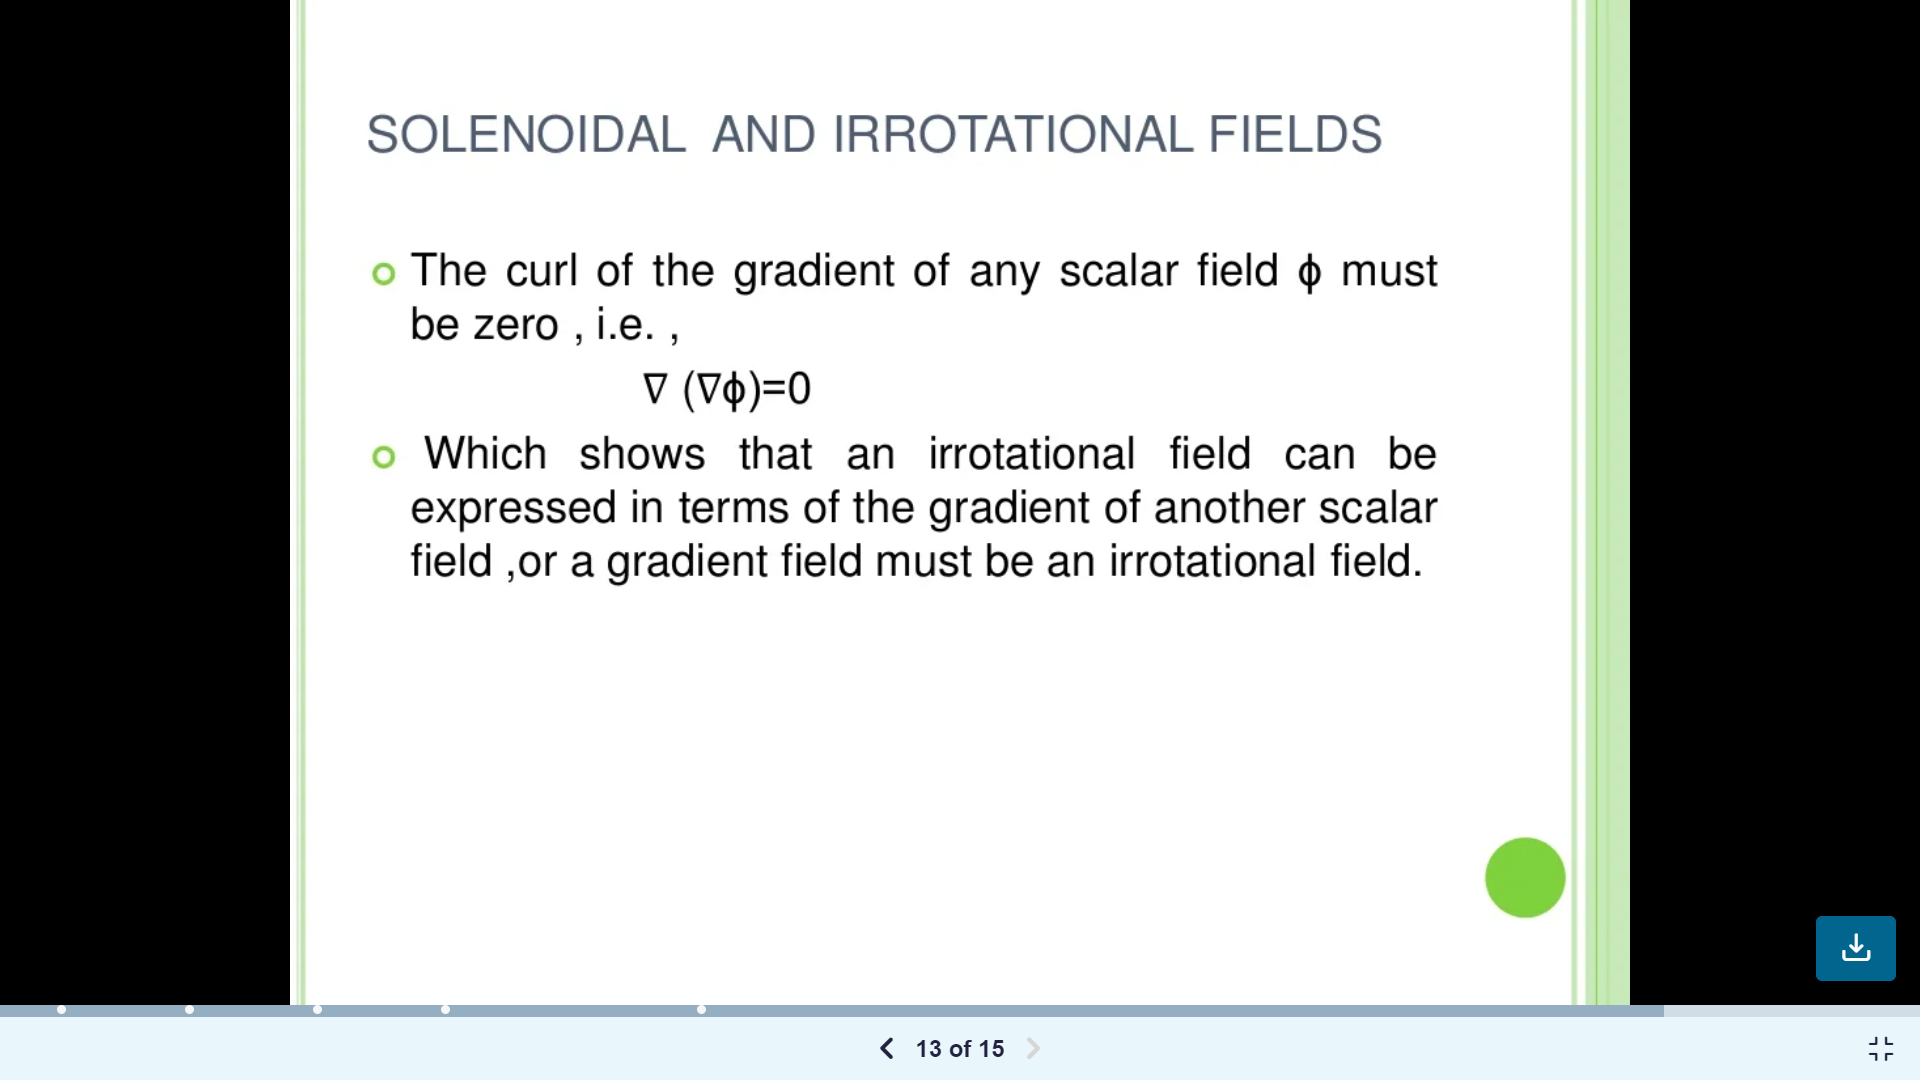 SOLENOIDAL AND IRROTATIONAL FIELDS
The curl of the gradient of any scalar field ϕ must
be zero , i.e. ,
∇ (∇ϕ)=0
Which shows that an irrotational field can be
expressed in terms of the gradient of another scalar
field ,or a gradient field must be an irrotational field.
13 of 15